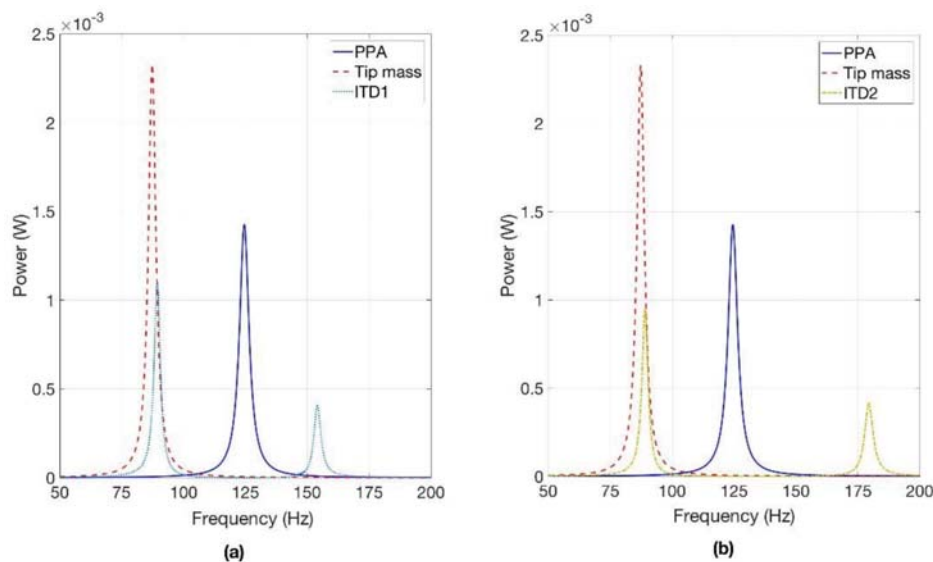 ×10⁻³
2.5
2
1.5
1
0.5
0
Power (W)
50 75 100 125 150 175 200
Frequency (Hz)
PPA
Tip mass
ITD1
(a)
×10⁻³
2.5
2
1.5
1
0.5
0
Power (W)
50 75 100 125 150 175 200
Frequency (Hz)
PPA
Tip mass
ITD2
(b)